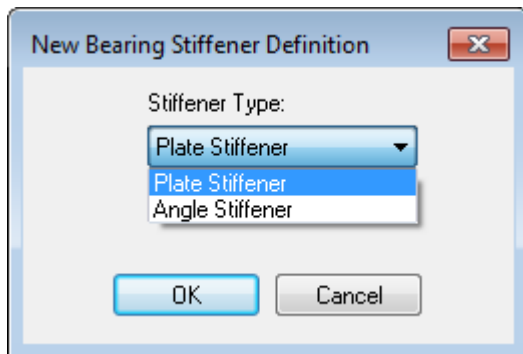 New Bearing Stiffener Definition
Stiffener Type:
Plate Stiffener
Plate Stiffener
Angle Stiffener
OK Cancel